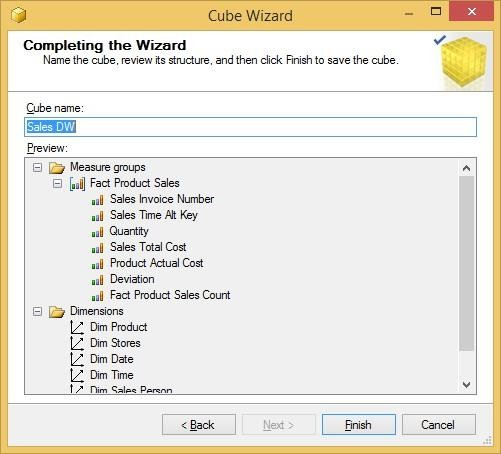 Cube Wizard
Completing the Wizard
Name the cube, review its structure, and then click Finish to save the cube.
Cube name:
Sales DW
Preview:
Measure groups
Fact Product Sales
Sales Invoice Number
Sales Time Alt Key
Quantity
Sales Total Cost
Product Actual Cost
Deviation
Fact Product Sales Count
Dimensions
Dim Product
Dim Stores
Dim Date
Dim Time
Dim Sales Person
< Back
Next >
Finish
Cancel